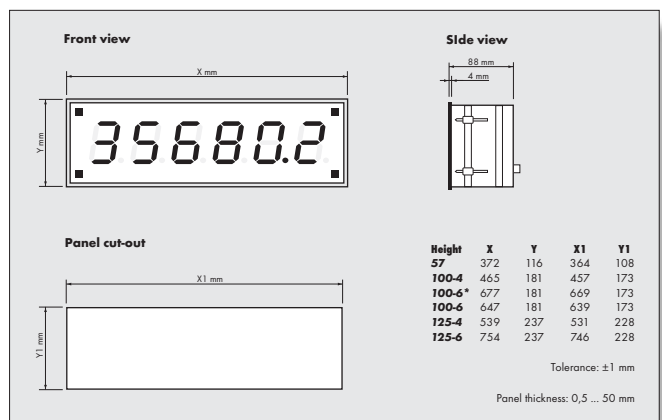 Front view
SIde view
X mm
88 mm
4 mm
Y mm
35680.2
Panel cut-out
X1 mm
Y1 mm
Height X Y X1 Y1
57 372 116 364 108
100-4 465 181 457 173
100-6* 677 181 669 173
100-6 647 181 639 173
125-4 539 237 531 228
125-6 754 237 746 228
Tolerance: ±1 mm
Panel thickness: 0,5 ... 50 mm